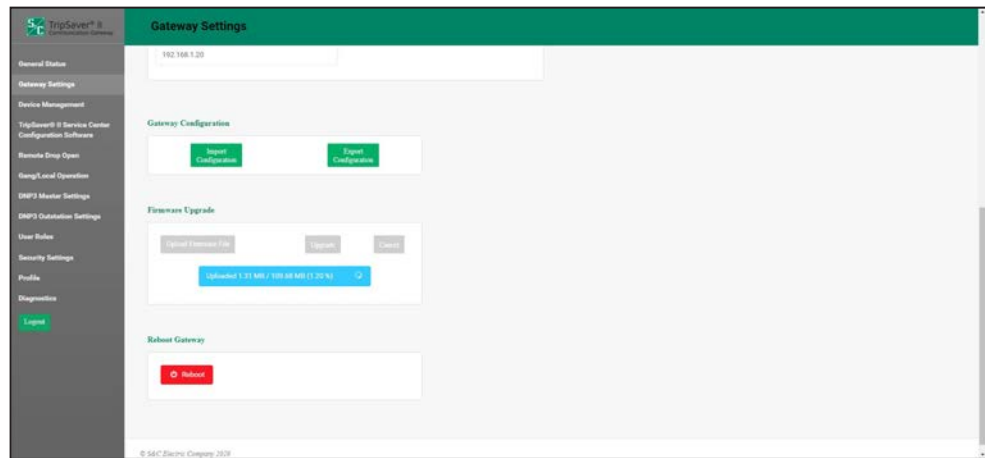 S&C TripSaver® II
Communication Gateway
Gateway Settings
General Status
Gateway Settings
Device Management
TripSaver® II Service Center
Configuration Software
Remote Drop Open
Gang/Local Operation
DNP3 Master Settings
DNP3 Outstation Settings
User Roles
Security Settings
Profile
Diagnostics
Logout
192.168.1.20
Gateway Configuration
Import
Configuration
Export
Configuration
Firmware Upgrade
Upload Firmware File
Upgrade
Cancel
Uploaded 1.31 MB / 109.68 MB (1.20 %)
Reboot Gateway
Reboot
© S&C Electric Company 2020